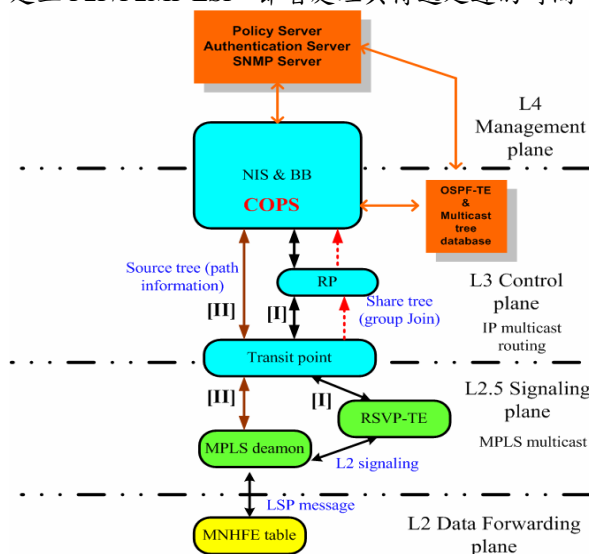 Policy Server
Authentication Server
SNMP Server
L4
Management
plane
NIS & BB
COPS
OSPF-TE
&
Multicast
tree
database
Source tree (path
information)
RP
[II]
[I]
Share tree
(group Join)
L3 Control
plane
IP multicast
routing
Transit point
[II]
[I]
L2.5 Signaling
plane
RSVP-TE
MPLS multicast
MPLS deamon
L2 signaling
LSP message
MNHFE table
L2 Data Forwarding
plane